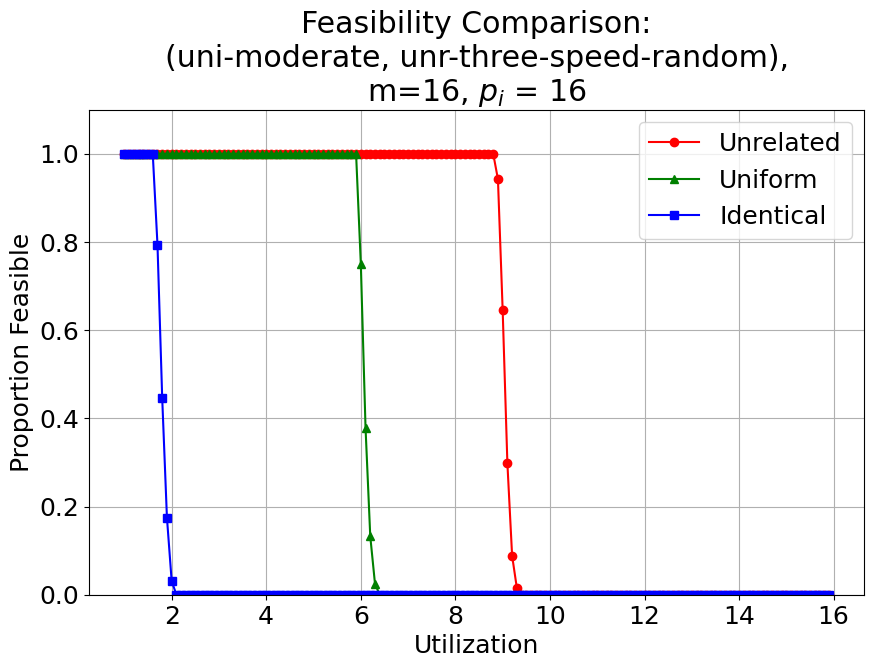 Feasibility Comparison:
(uni-moderate, unr-three-speed-random),
m=16, $p_i$ = 16
Unrelated
Uniform
Identical
Proportion Feasible
1.0
0.8
0.6
0.4
0.2
0.0
2 4 6 8 10 12 14 16
Utilization